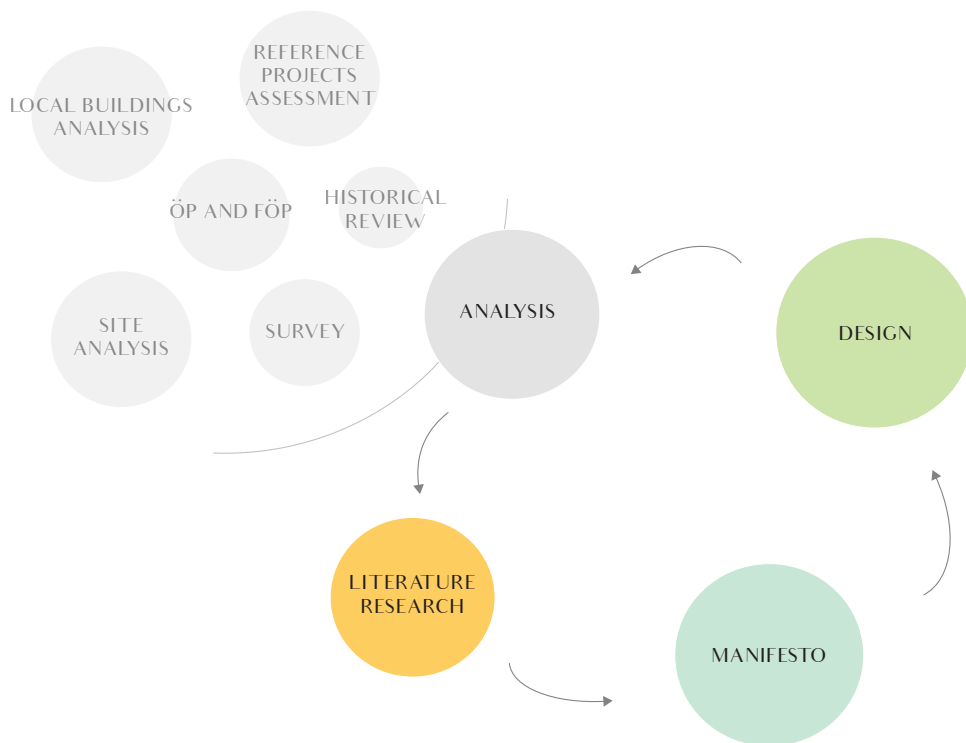 REFERENCE
PROJECTS
ASSESSMENT
LOCAL BUILDINGS
ANALYSIS
ÖP AND FÖP
HISTORICAL
REVIEW
SITE
ANALYSIS
SURVEY
ANALYSIS
DESIGN
LITERATURE
RESEARCH
MANIFESTO